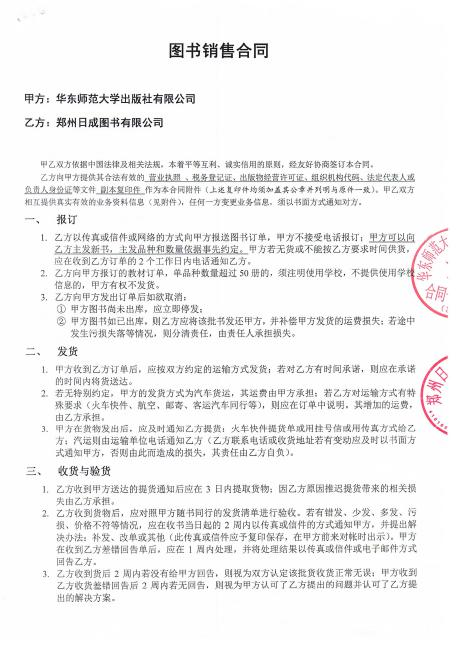 图书销售合同
甲方：华东师范大学出版社有限公司
乙方：郑州日成图书有限公司
甲乙双方依据中国法律及相关法规，本着平等互利、诚实信用的原则，经友好协商签订本合同。
乙方向甲方提供其合法有效的 营业执照、税务登记证、出版物经营许可证、组织机构代码、法定代表人或
负责人身份证等文件 副本复印件 作为本合同附件（上述复印件均须加盖其公章并列明与原件一致）。甲乙双方
相互提供真实有效的业务资料信息（见附件），任何一方变更业务信息，须以书面方式通知对方。
一、 报订
1. 乙方以传真或信件或网络的方式向甲方报送图书订单，甲方不接受电话报订；甲方可以向
乙方主发新书，主发品种和数量依据事先约定。甲方若无货或不能按乙方要求时间供货，
应在收到乙方订单的 2 个工作日内电话通知乙方。
2. 乙方向甲方报订的教材订单，单品种数量超过 50 册的，须注明使用学校，不提供使用学校
信息的，甲方有权不发货。
3. 乙方向甲方发出订单后如欲取消：
① 甲方图书尚未出库，应立即停发；
② 甲方图书如已出库，则乙方应将该批书发还甲方，并补偿甲方发货的运费损失；若途中
发生污损失落等情况，则分清责任，由责任人承担损失。
二、 发货
1. 甲方收到乙方订单后，应按双方约定的运输方式发货；若对乙方有时间承诺，则应在承诺
的时间内将货送达。
2. 若无特别约定，甲方的发货方式为汽车货运，其运费由甲方承担；若乙方对运输方式有特
殊要求（火车快件、航空、邮寄、客运汽车同行等），则应在订单中说明，其增加的运费，
由乙方承担。
3. 甲方在货物发出后，应及时通知乙方提货；火车快件提货单或用挂号信或用传真方式给乙
方；汽运则由运输单位电话通知乙方（乙方联系电话或收货地址若有变动应及时以书面方
式通知甲方，否则由此而造成的损失，其责任由乙方自负）。
三、 收货与验货
1. 乙方收到甲方送达的提货通知后应在 3 日内提取货物；因乙方原因推迟提货带来的相关损
失由乙方承担。
2. 乙方收到货物后，应对照甲方随书同行的发货清单进行验收。若有错发、少发、多发、污
损、价格不符等情况，应在收书当日起的 2 周内以传真或信件的方式通知甲方，并提出解
决办法：补发、改单或其他（此传真或信件应予复印保存，在甲方前来对帐时出示）。甲方
在收到乙方差错回告单后，应在 1 周内处理，并将处理结果以传真或信件或电子邮件方式
回告乙方。
3. 乙方收到货后 2 周内若没有给甲方回告，则视为双方认定该批货收货正常无误；甲方收到
乙方收货差错回告后 2 周内若无回告，则视为甲方认可了乙方提出的问题并认可了乙方提
出的解决方案。
华东师范大
合同
郑州日